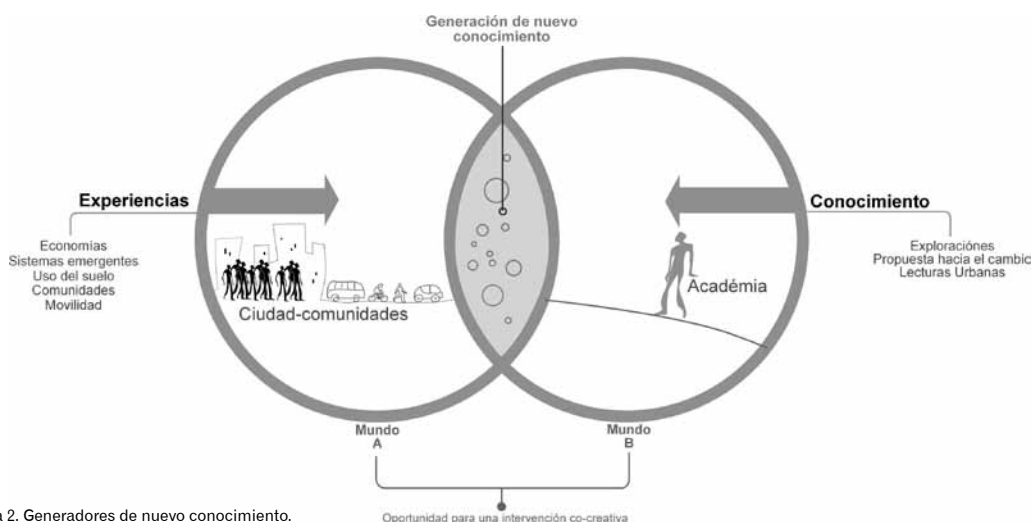 Generación de nuevo
conocimiento
Experiencias
Economías
Sistemas emergentes
Uso del suelo
Comunidades
Movilidad
Ciudad-comunidades
Conocimiento
Exploraciónes
Propuesta hacia el cambio
Lecturas Urbanas
Académia
Mundo
A
Mundo
B
Oportunidad para una intervención co-creativa
a 2. Generadores de nuevo conocimiento.